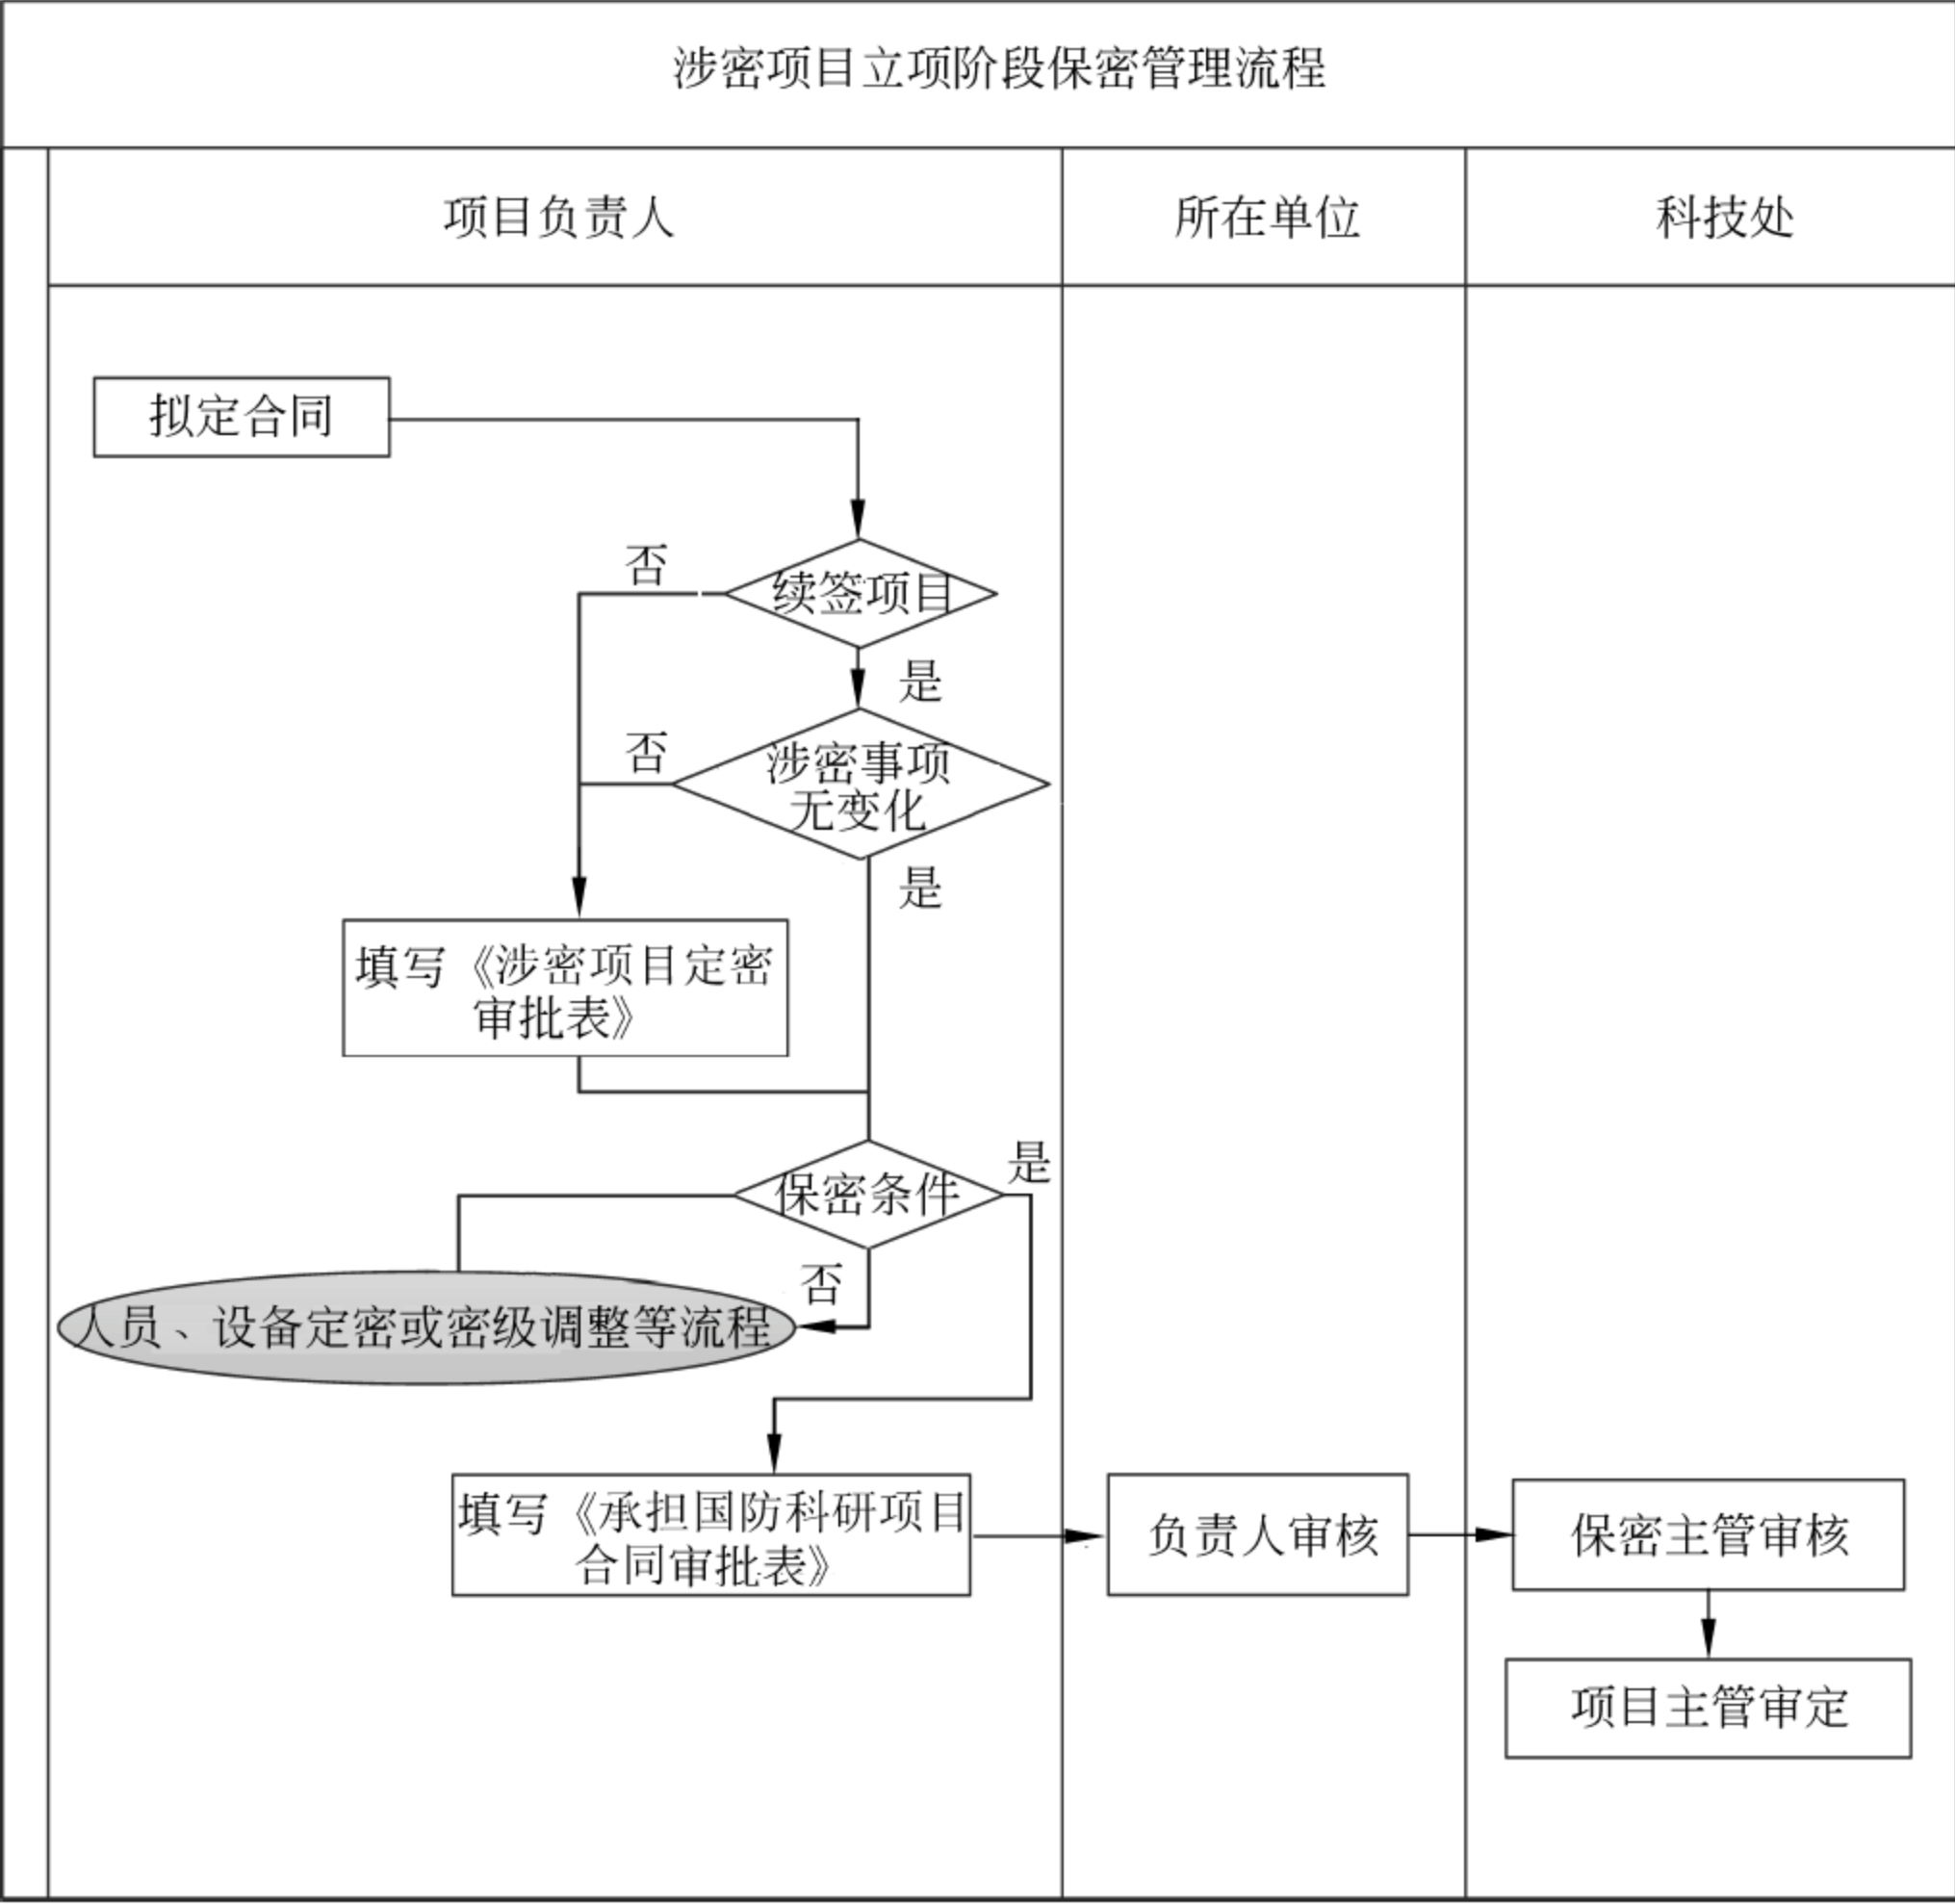 涉密项目立项阶段保密管理流程
项目负责人
所在单位
科技处
拟定合同
否
续签项目
是
否
涉密事项
无变化
是
填写《涉密项目定密
审批表》
是
保密条件
否
人员、设备定密或密级调整等流程
填写《承担国防科研项目
合同审批表》
负责人审核
保密主管审核
项目主管审定